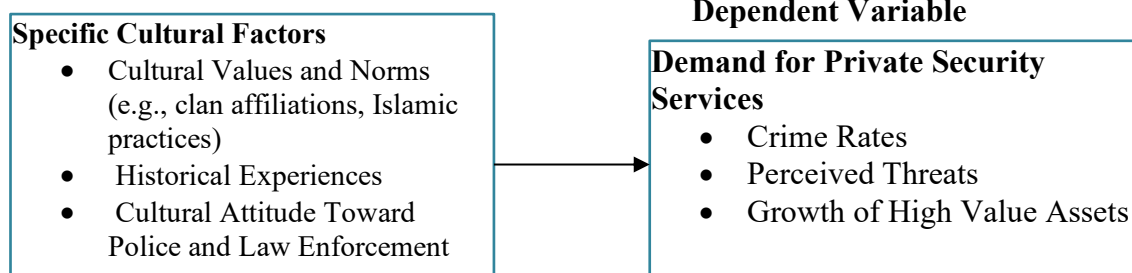 Dependent Variable
Specific Cultural Factors
• Cultural Values and Norms
(e.g., clan affiliations, Islamic
practices)
• Historical Experiences
• Cultural Attitude Toward
Police and Law Enforcement
Demand for Private Security
Services
• Crime Rates
• Perceived Threats
• Growth of High Value Assets